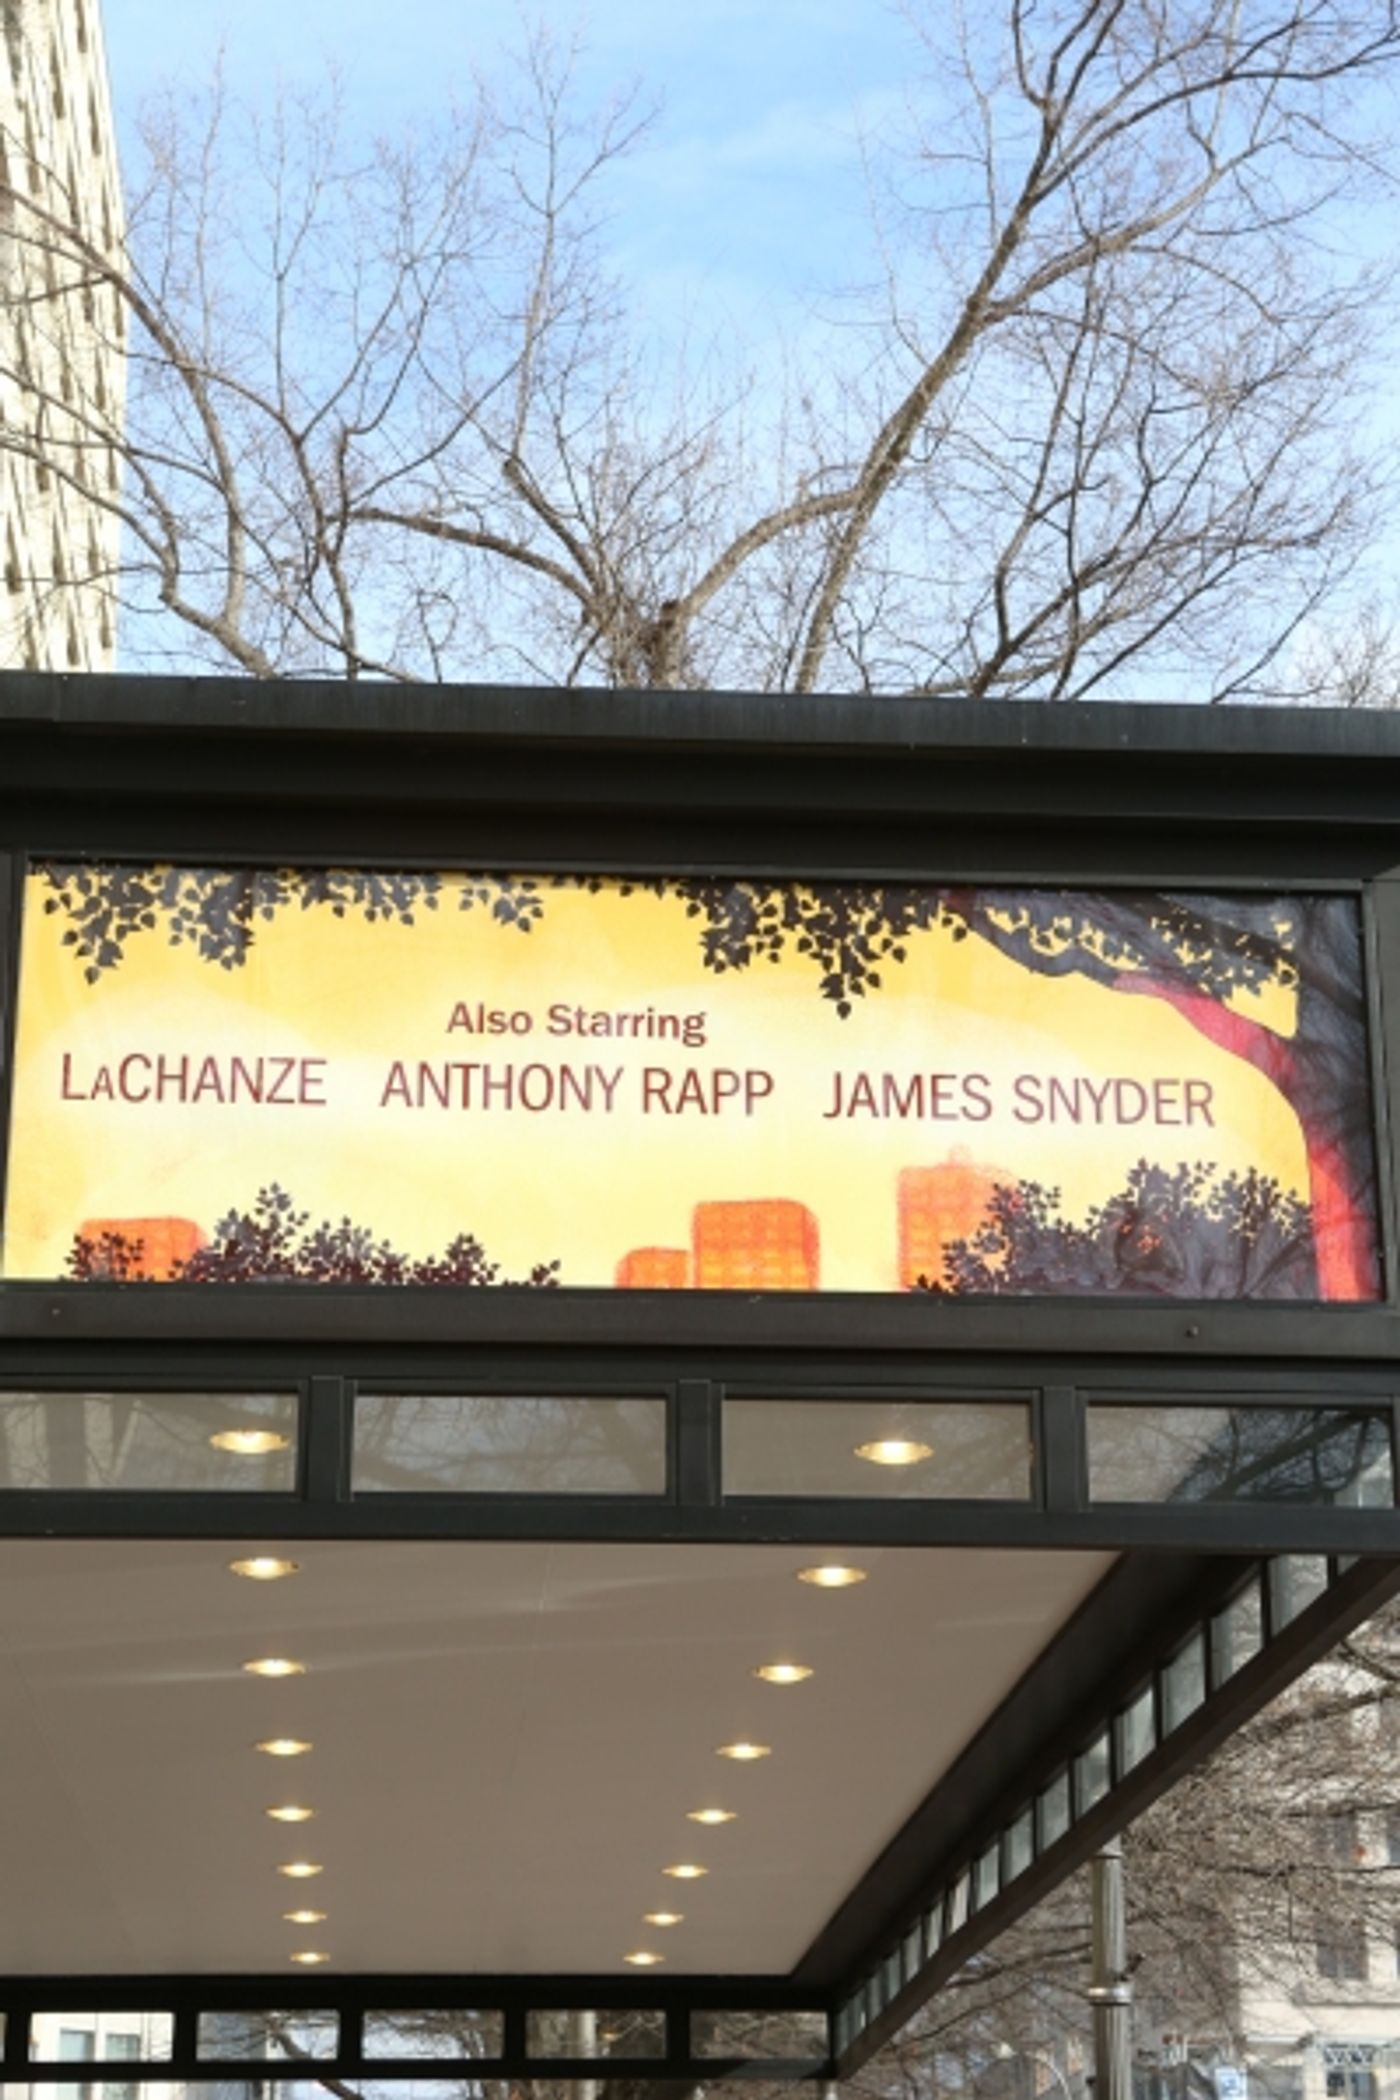 Also Starring
LaCHANZE ANTHONY RAPP JAMES SNYDER